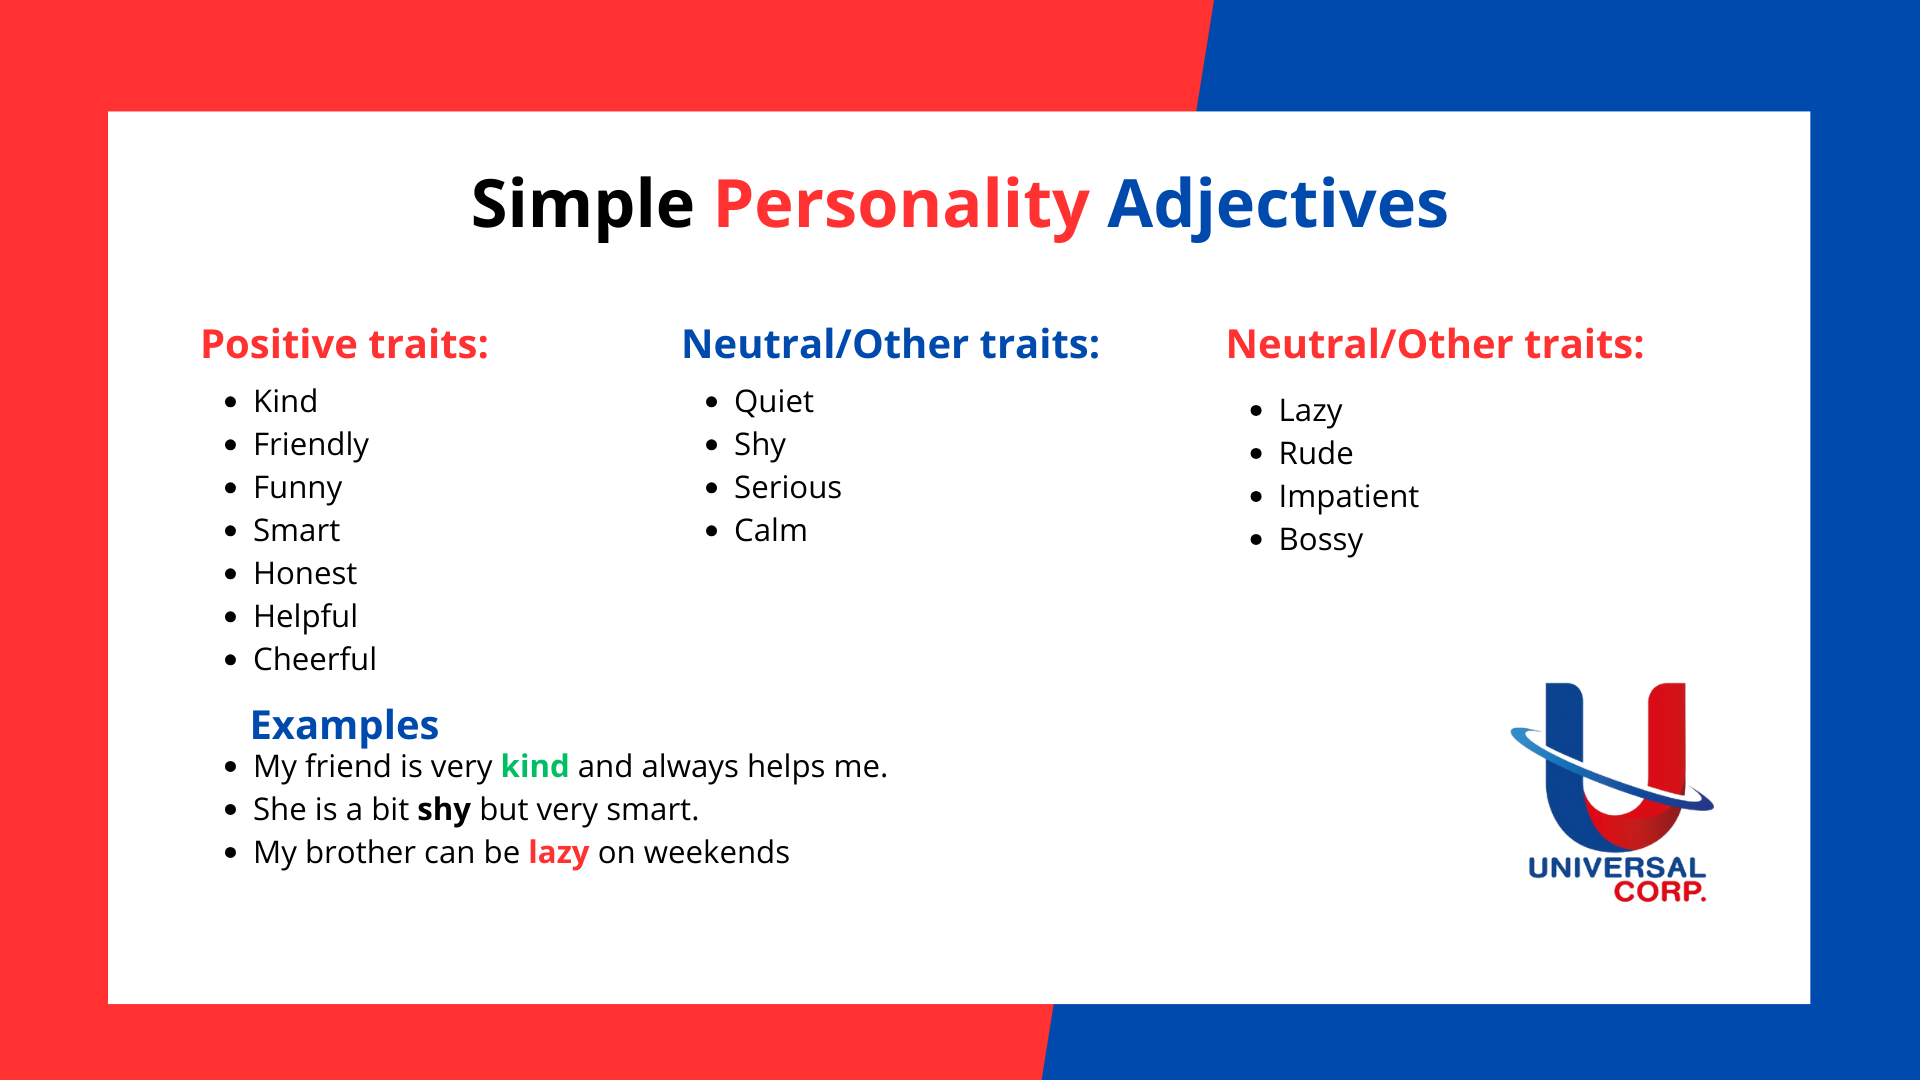 Simple Personality Adjectives
Positive traits:
Kind
Friendly
Funny
Smart
Honest
Helpful
Cheerful
Neutral/Other traits:
Quiet
Shy
Serious
Calm
Neutral/Other traits:
Lazy
Rude
Impatient
Bossy
Examples
My friend is very kind and always helps me.
She is a bit shy but very smart.
My brother can be lazy on weekends
UNIVERSAL
CORP.